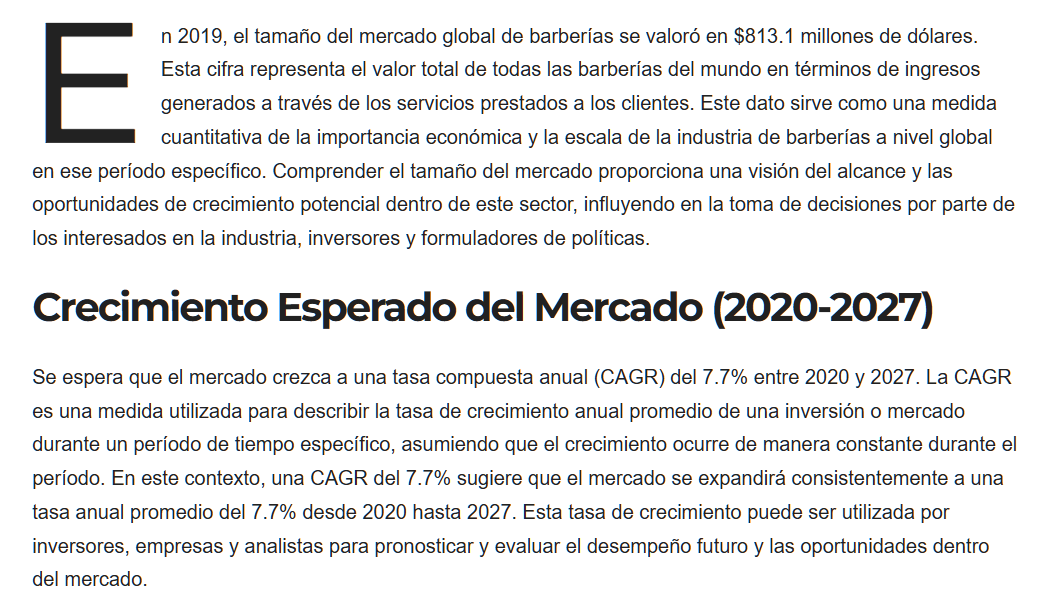 En 2019, el tamaño del mercado global de barberías se valoró en $813.1 millones de dólares.
Esta cifra representa el valor total de todas las barberías del mundo en términos de ingresos
generados a través de los servicios prestados a los clientes. Este dato sirve como una medida
cuantitativa de la importancia económica y la escala de la industria de barberías a nivel global
en ese período específico. Comprender el tamaño del mercado proporciona una visión del alcance y las
oportunidades de crecimiento potencial dentro de este sector, influyendo en la toma de decisiones por parte de
los interesados en la industria, inversores y formuladores de políticas.
Crecimiento Esperado del Mercado (2020-2027)
Se espera que el mercado crezca a una tasa compuesta anual (CAGR) del 7.7% entre 2020 y 2027. La CAGR
es una medida utilizada para describir la tasa de crecimiento anual promedio de una inversión o mercado
durante un período de tiempo específico, asumiendo que el crecimiento ocurre de manera constante durante el
período. En este contexto, una CAGR del 7.7% sugiere que el mercado se expandirá consistentemente a una
tasa anual promedio del 7.7% desde 2020 hasta 2027. Esta tasa de crecimiento puede ser utilizada por
inversores, empresas y analistas para pronosticar y evaluar el desempeño futuro y las oportunidades dentro
del mercado.